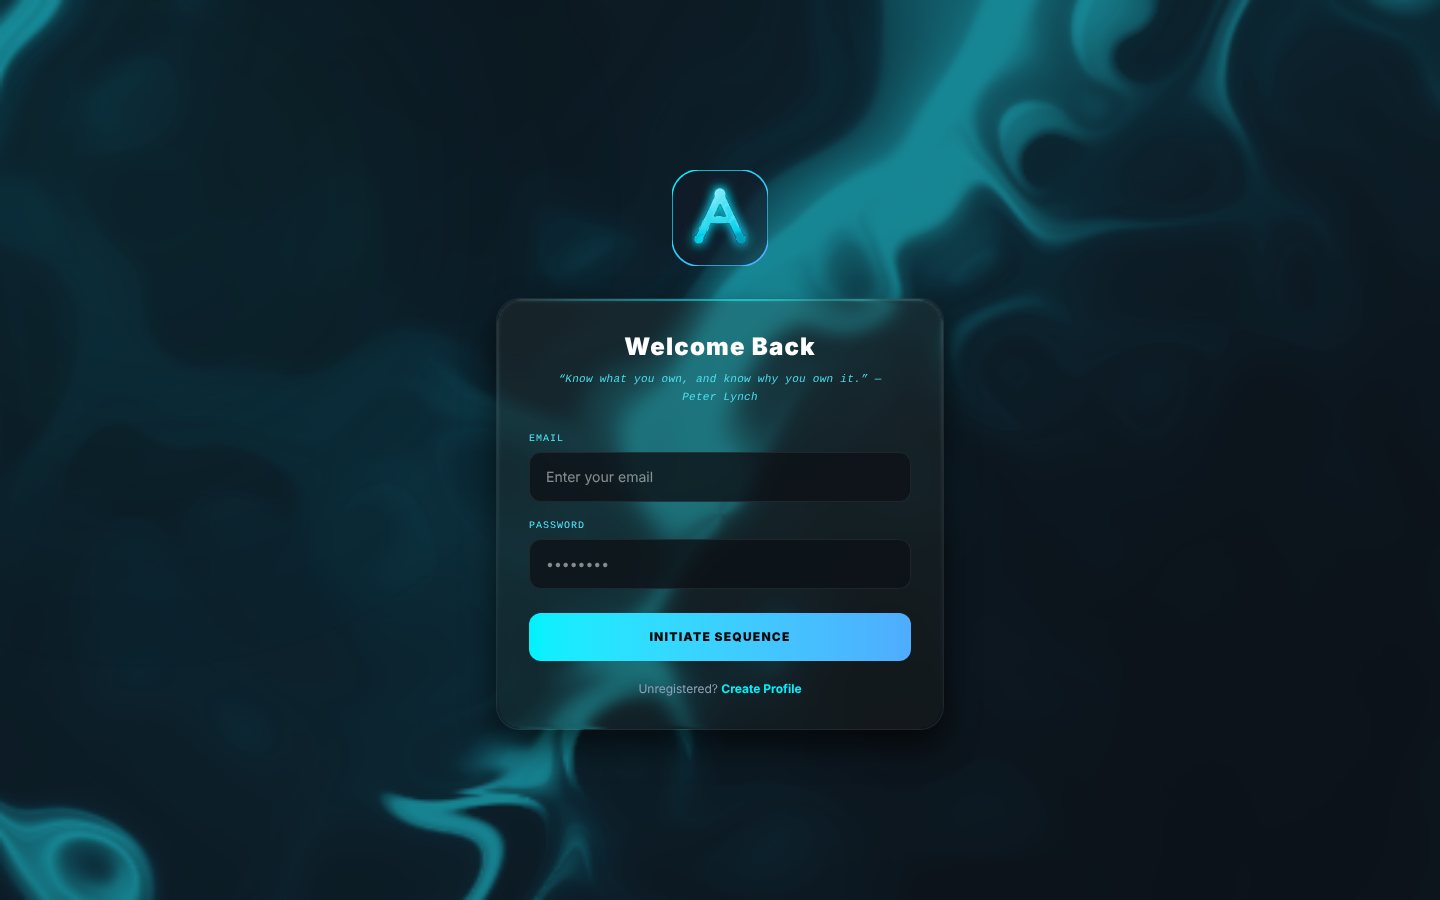 A
Welcome Back
“Know what you own, and know why you own it.” —
Peter Lynch
EMAIL
Enter your email
PASSWORD
••••••••
INITIATE SEQUENCE
Unregistered? Create Profile